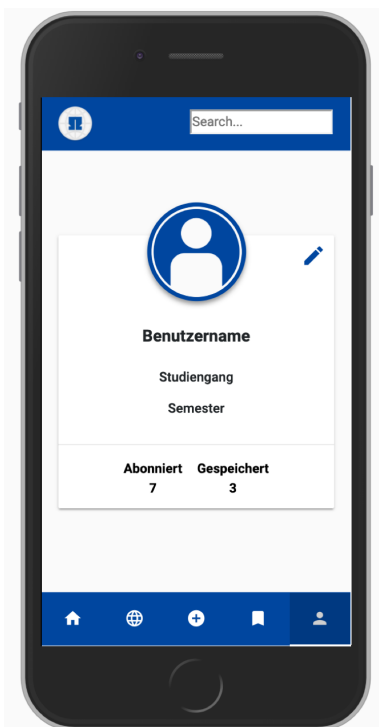 Search...
Benutzername
Studiengang
Semester
Abonniert Gespeichert
7 3